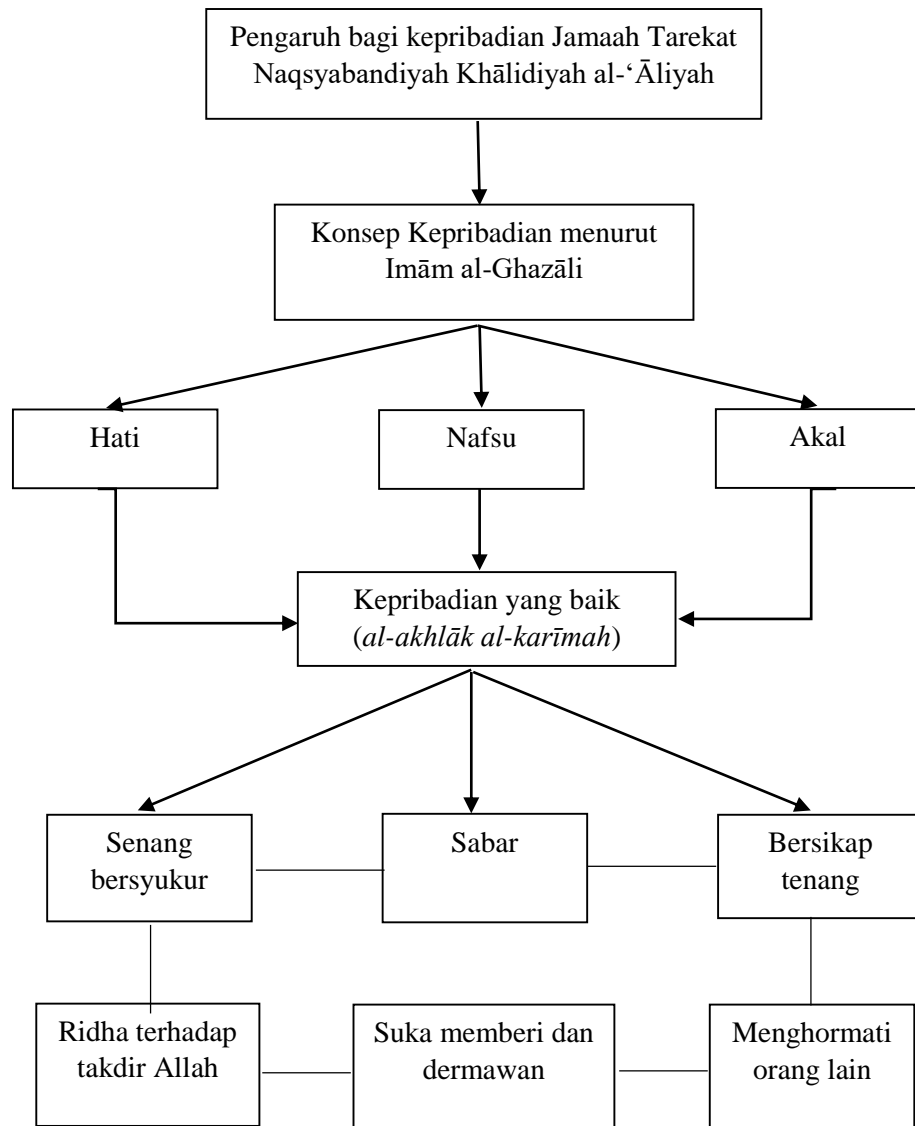 Pengaruh bagi kepribadian Jamaah Tarekat
Naqsyabandiyah Khālidiyah al-‘Āliyah
Konsep Kepribadian menurut
Imām al-Ghazāli
Hati
Nafsu
Akal
Kepribadian yang baik
(al-akhlāk al-karīmah)
Senang
bersyukur
Sabar
Bersikap
tenang
Ridha terhadap
takdir Allah
Suka memberi dan
dermawan
Menghormati
orang lain